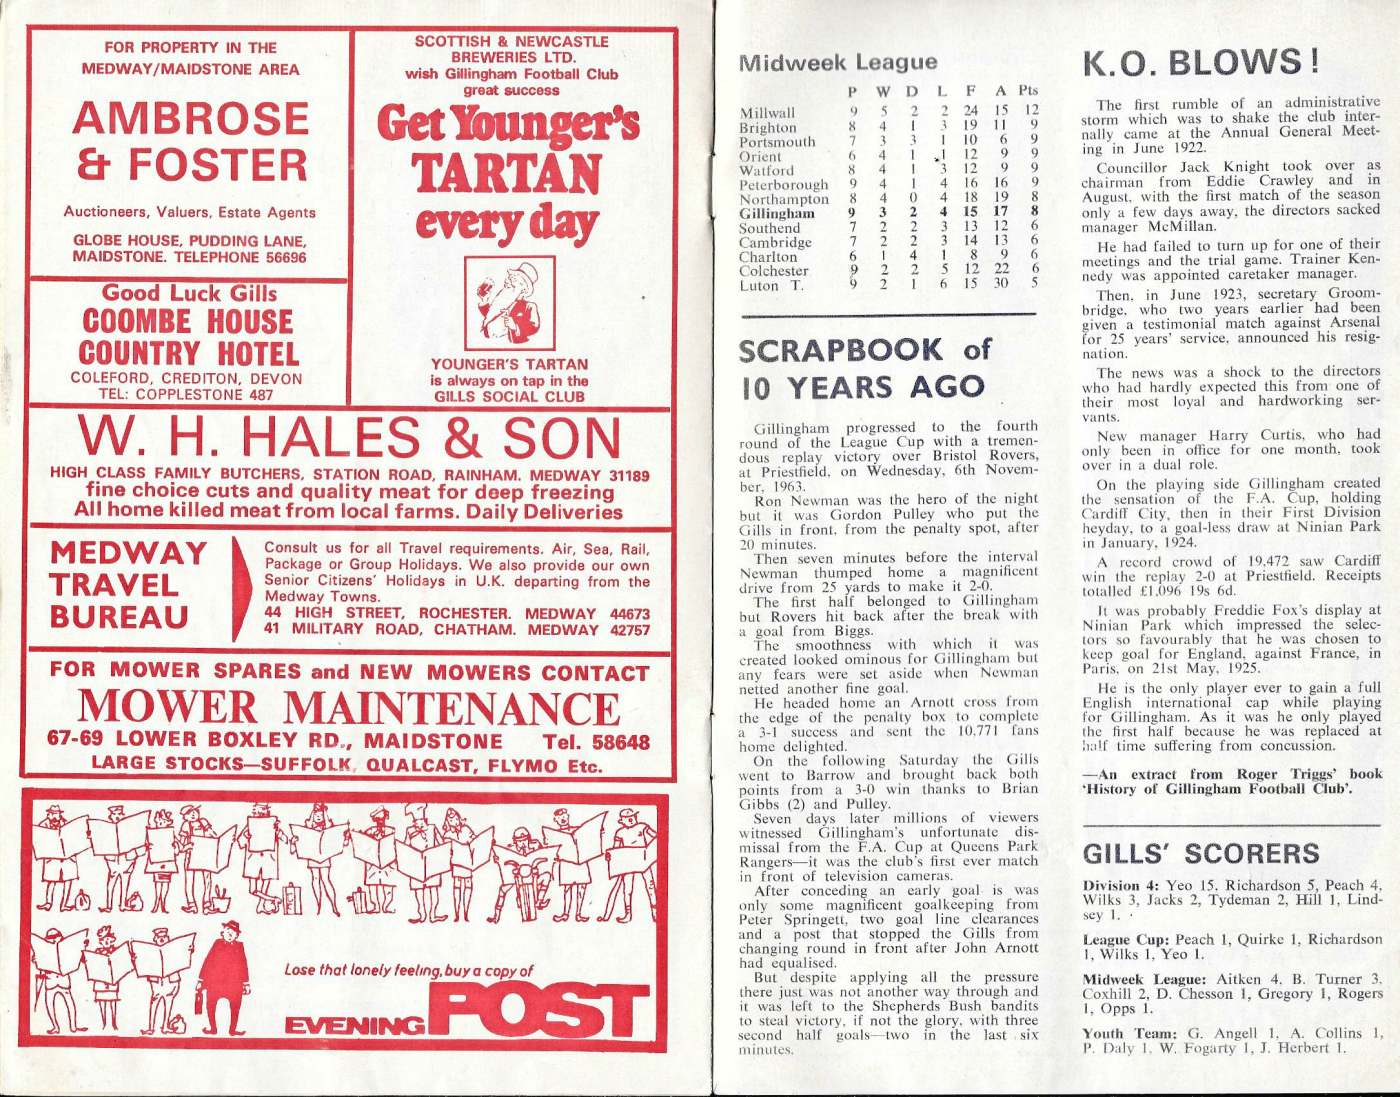 FOR PROPERTY IN THE
MEDWAY/MAIDSTONE AREA
AMBROSE
& FOSTER
Auctioneers, Valuers, Estate Agents
GLOBE HOUSE, PUDDING LANE,
MAIDSTONE. TELEPHONE 56696
Good Luck Gills
COOMBE HOUSE
COUNTRY HOTEL
COLEFORD, CREDITON, DEVON
TEL: COPPLESTONE 487
SCOTTISH & NEWCASTLE
BREWERIES LTD.
wish Gillingham Football Club
great success
Get Younger's
TARTAN
every day
YOUNGER'S TARTAN
is always on tap in the
GILLS SOCIAL CLUB
W. H. HALES & SON
HIGH CLASS FAMILY BUTCHERS, STATION ROAD, RAINHAM. MEDWAY 31189
fine choice cuts and quality meat for deep freezing
All home killed meat from local farms. Daily Deliveries
MEDWAY
TRAVEL
BUREAU
Consult us for all Travel requirements. Air, Sea, Rail,
Package or Group Holidays. We also provide our own
Senior Citizens' Holidays in U.K. departing from the
Medway Towns.
44 HIGH STREET, ROCHESTER. MEDWAY 44673
41 MILITARY ROAD, CHATHAM. MEDWAY 42757
FOR MOWER SPARES and NEW MOWERS CONTACT
MOWER MAINTENANCE
67-69 LOWER BOXLEY RD., MAIDSTONE Tel. 58648
LARGE STOCKS—SUFFOLK, QUALCAST, FLYMO Etc.
Lose that lonely feeling, buy a copy of
EVENING POST
Midweek League
P W D L F A Pts
Millwall 9 5 2 2 24 15 12
Brighton 8 4 1 3 19 11 9
Portsmouth 7 3 3 1 10 6 9
Orient 6 4 1 1 12 9 9
Watford 8 4 1 3 12 9 9
Peterborough 9 4 1 4 16 16 9
Northampton 8 4 0 4 18 19 8
Gillingham 9 3 2 4 15 17 8
Southend 7 2 2 3 13 12 6
Cambridge 7 2 2 3 14 13 6
Charlton 6 1 4 1 8 9 6
Colchester 9 2 2 5 12 22 6
Luton T. 9 2 1 6 15 30 5
SCRAPBOOK of
10 YEARS AGO
Gillingham progressed to the fourth
round of the League Cup with a tremen-
dous replay victory over Bristol Rovers,
at Priestfield, on Wednesday, 6th Novem-
ber, 1963.
Ron Newman was the hero of the night
but it was Gordon Pulley who put the
Gills in front, from the penalty spot, after
20 minutes.
Then seven minutes before the interval
Newman thumped home a magnificent
drive from 25 yards to make it 2-0.
The first half belonged to Gillingham
but Rovers hit back after the break with
a goal from Biggs.
The smoothness with which it was
created looked ominous for Gillingham but
any fears were set aside when Newman
netted another fine goal.
He headed home an Arnott cross from
the edge of the penalty box to complete
a 3-1 success and sent the 10,771 fans
home delighted.
On the following Saturday the Gills
went to Barrow and brought back both
points from a 3-0 win thanks to Brian
Gibbs (2) and Pulley.
Seven days later millions of viewers
witnessed Gillingham's unfortunate dis-
missal from the F.A. Cup at Queens Park
Rangers—it was the club's first ever match
in front of television cameras.
After conceding an early goal is was
only some magnificent goalkeeping from
Peter Springett, two goal line clearances
and a post that stopped the Gills from
changing round in front after John Arnott
had equalised.
But despite applying all the pressure
there just was not another way through and
it was left to the Shepherds Bush bandits
to steal victory, if not the glory, with three
second half goals—two in the last six
minutes.
K.O. BLOWS!
The first rumble of an administrative
storm which was to shake the club inter-
nally came at the Annual General Meet-
ing in June 1922.
Councillor Jack Knight took over as
chairman from Eddie Crawley and in
August, with the first match of the season
only a few days away, the directors sacked
manager McMillan.
He had failed to turn up for one of their
meetings and the trial game. Trainer Ken-
nedy was appointed caretaker manager.
Then, in June 1923, secretary Groom-
bridge, who two years earlier had been
given a testimonial match against Arsenal
for 25 years' service, announced his resig-
nation.
The news was a shock to the directors
who had hardly expected this from one of
their most loyal and hardworking ser-
vants.
New manager Harry Curtis, who had
only been in office for one month, took
over in a dual role.
On the playing side Gillingham created
the sensation of the F.A. Cup, holding
Cardiff City, then in their First Division
heyday, to a goal-less draw at Ninian Park
in January, 1924.
A record crowd of 19,472 saw Cardiff
win the replay 2-0 at Priestfield. Receipts
totalled £1,096 19s 6d.
It was probably Freddie Fox's display at
Ninian Park which impressed the selec-
tors so favourably that he was chosen to
keep goal for England, against France, in
Paris, on 21st May, 1925.
He is the only player ever to gain a full
English international cap while playing
for Gillingham. As it was he only played
the first half because he was replaced at
half time suffering from concussion.
—An extract from Roger Triggs' book
'History of Gillingham Football Club'.
GILLS' SCORERS
Division 4: Yeo 15, Richardson 5, Peach 4,
Wilks 3, Jacks 2, Tydeman 2, Hill 1, Lind-
sey 1.
League Cup: Peach 1, Quirke 1, Richardson
1, Wilks 1, Yeo 1.
Midweek League: Aitken 4, B. Turner 3,
Coxhill 2, D. Chesson 1, Gregory 1, Rogers
1, Opps 1.
Youth Team: G. Angell 1, A. Collins 1,
P. Daly 1, W. Fogarty 1, J. Herbert 1.